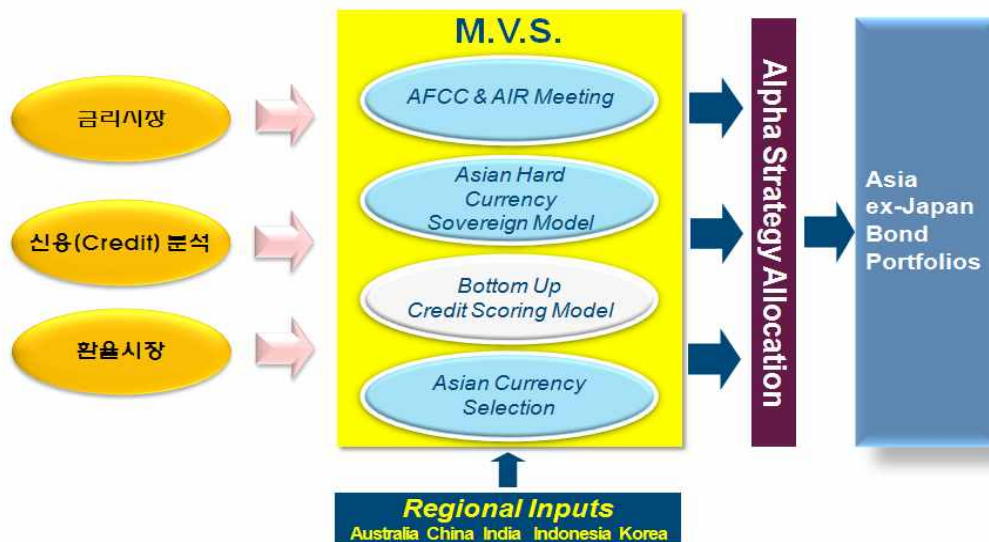 금리시장
신용(Credit) 분석
환율시장
M.V.S.
AFCC & AIR Meeting
Asian Hard
Currency
Sovereign Model
Bottom Up
Credit Scoring Model
Asian Currency
Selection
Regional Inputs
Australia China India Indonesia Korea
Alpha Strategy Allocation
Asia
ex-Japan
Bond
Portfolios